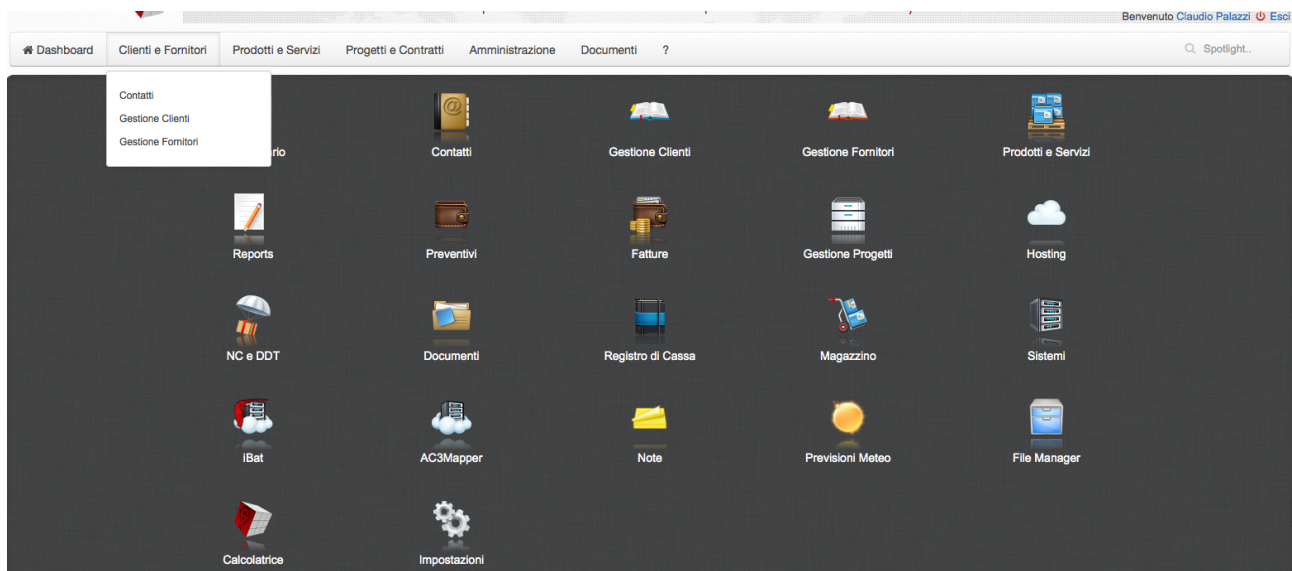 Benvenuto Claudio Palazzi Esci
Dashboard Clienti e Fornitori Prodotti e Servizi Progetti e Contratti Amministrazione Documenti ? Spotlight..
Contatti
Gestione Clienti
Gestione Fornitori
rio Contatti Gestione Clienti Gestione Fornitori Prodotti e Servizi
Reports Preventivi Fatture Gestione Progetti Hosting
NC e DDT Documenti Registro di Cassa Magazzino Sistemi
iBat AC3Mapper Note Previsioni Meteo File Manager
Calcolatrice Impostazioni